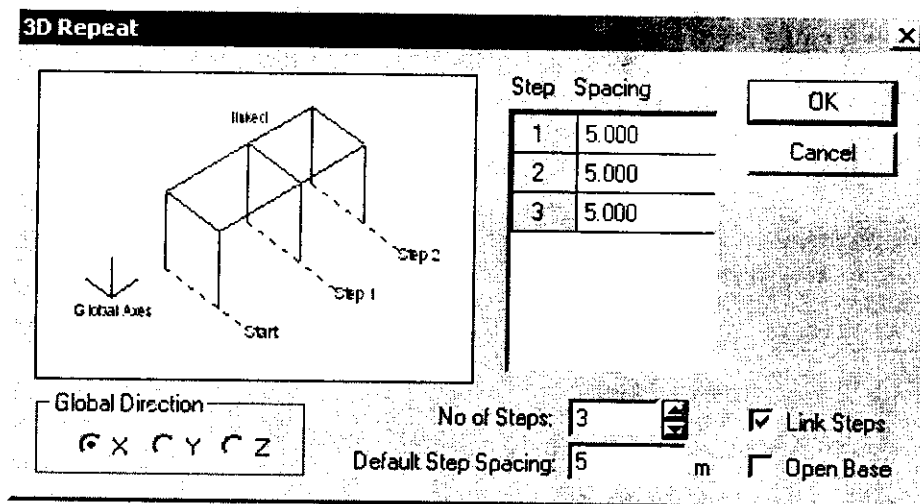 3D Repeat
linked
Step 2
Step 1
Start
Global Axes
Step Spacing
1 5.000
2 5.000
3 5.000
OK
Cancel
Global Direction
X Y Z
No of Steps: 3
Default Step Spacing: 5 m
Link Steps
Open Base